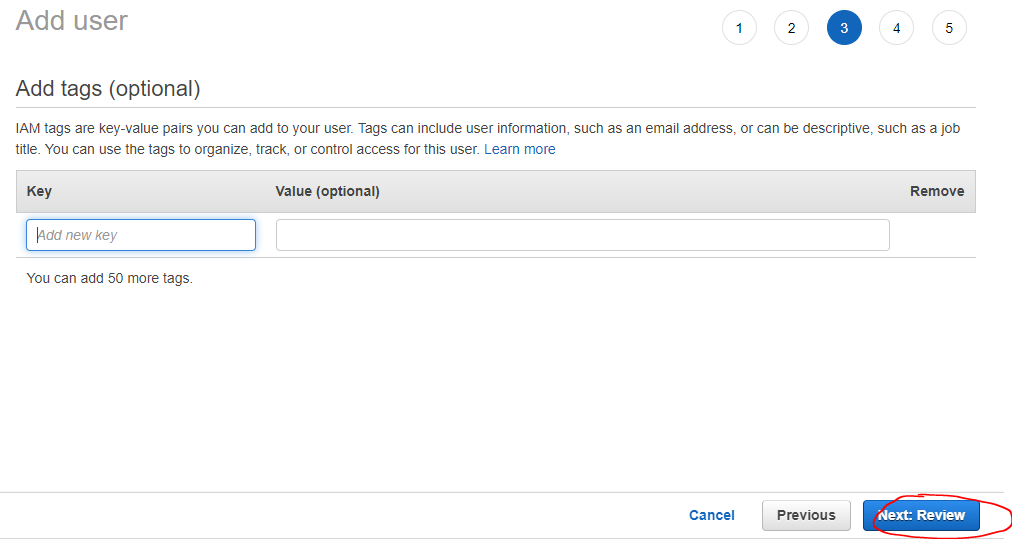 Add user
1 2 3 4 5
Add tags (optional)
IAM tags are key-value pairs you can add to your user. Tags can include user information, such as an email address, or can be descriptive, such as a job
title. You can use the tags to organize, track, or control access for this user. Learn more
Key Value (optional) Remove
Add new key
You can add 50 more tags.
Cancel Previous Next: Review